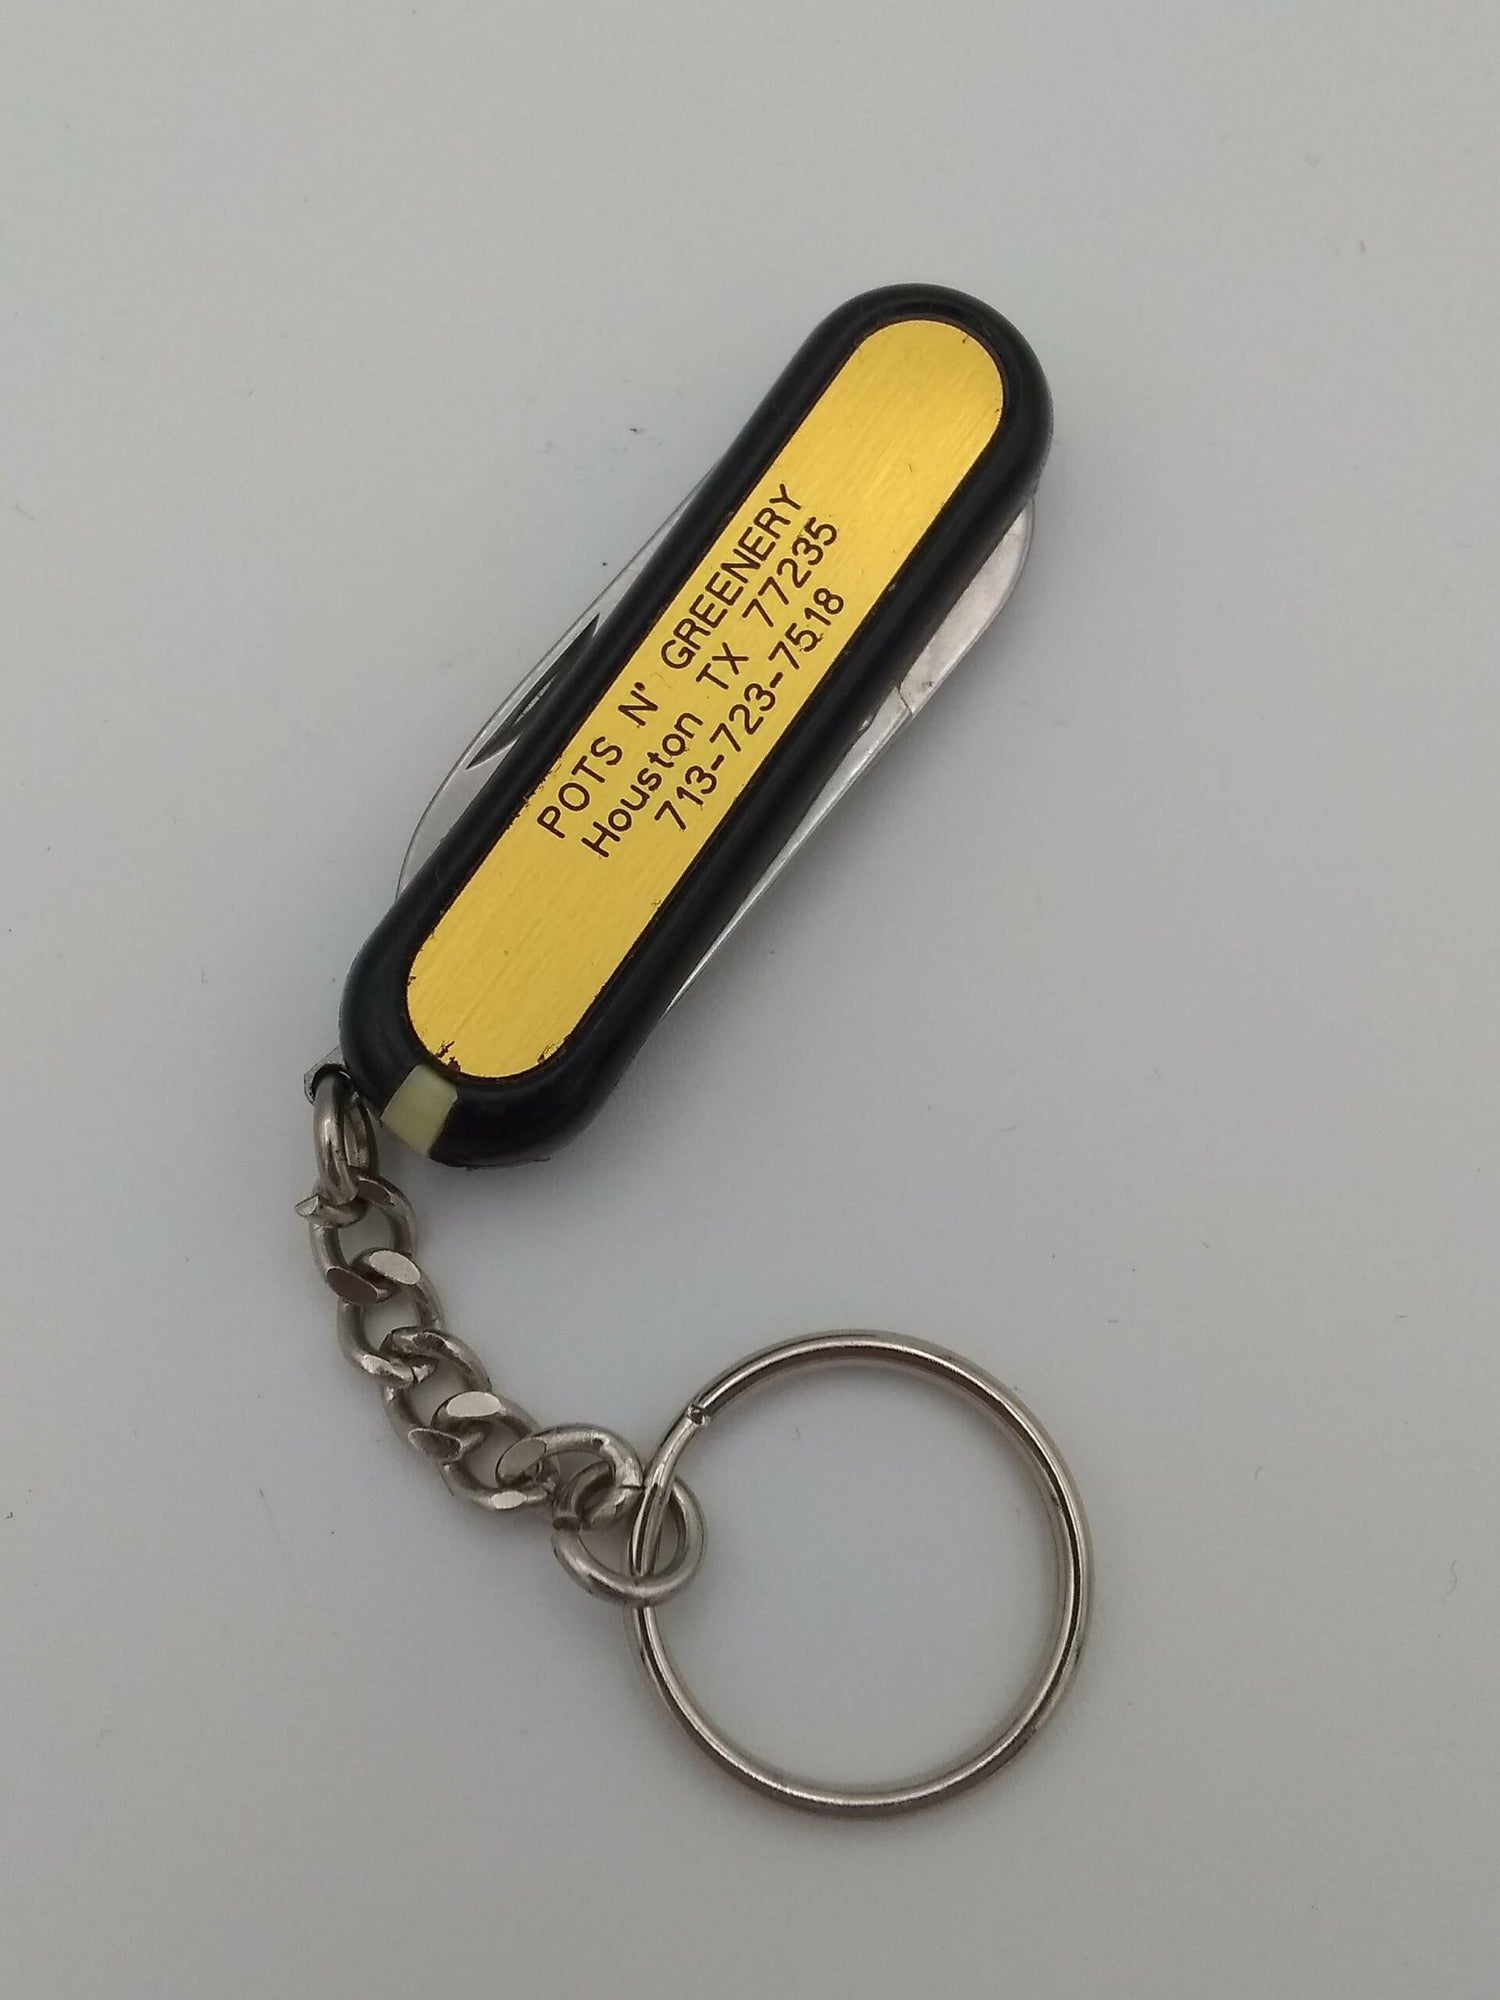 POTS N' GREENERY
Houston TX 77235
713-723-7518